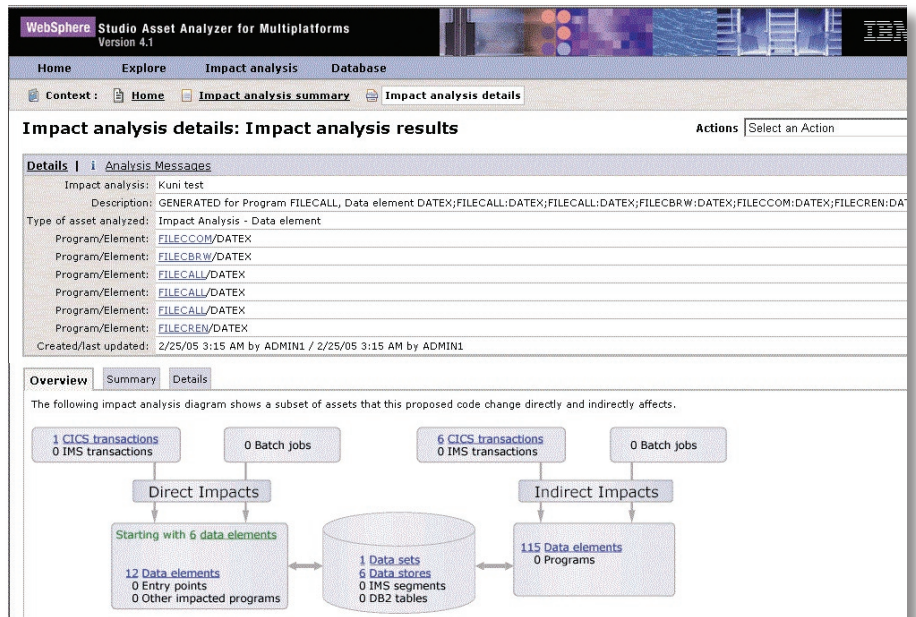 WebSphere Studio Asset Analyzer for Multiplatforms
Version 4.1
IBM
Home Explore Impact analysis Database
Context : Home Impact analysis summary Impact analysis details
Impact analysis details: Impact analysis results
Actions Select an Action
Details | i Analysis Messages
Impact analysis: Kuni test
Description: GENERATED for Program FILECALL, Data element DATEX;FILECALL:DATEX;FILECALL:DATEX;FILECBRW:DATEX;FILECCOM:DATEX;FILECREN:DAT
Type of asset analyzed: Impact Analysis - Data element
Program/Element: FILECCOM/DATEX
Program/Element: FILECBRW/DATEX
Program/Element: FILECALL/DATEX
Program/Element: FILECALL/DATEX
Program/Element: FILECALL/DATEX
Program/Element: FILECREN/DATEX
Created/last updated: 2/25/05 3:15 AM by ADMIN1 / 2/25/05 3:15 AM by ADMIN1
Overview Summary Details
The following impact analysis diagram shows a subset of assets that this proposed code change directly and indirectly affects.
1 CICS transactions
0 IMS transactions
0 Batch jobs
6 CICS transactions
0 IMS transactions
0 Batch jobs
Direct Impacts
Indirect Impacts
Starting with 6 data elements
12 Data elements
0 Entry points
0 Other impacted programs
1 Data sets
6 Data stores
0 IMS segments
0 DB2 tables
115 Data elements
0 Programs